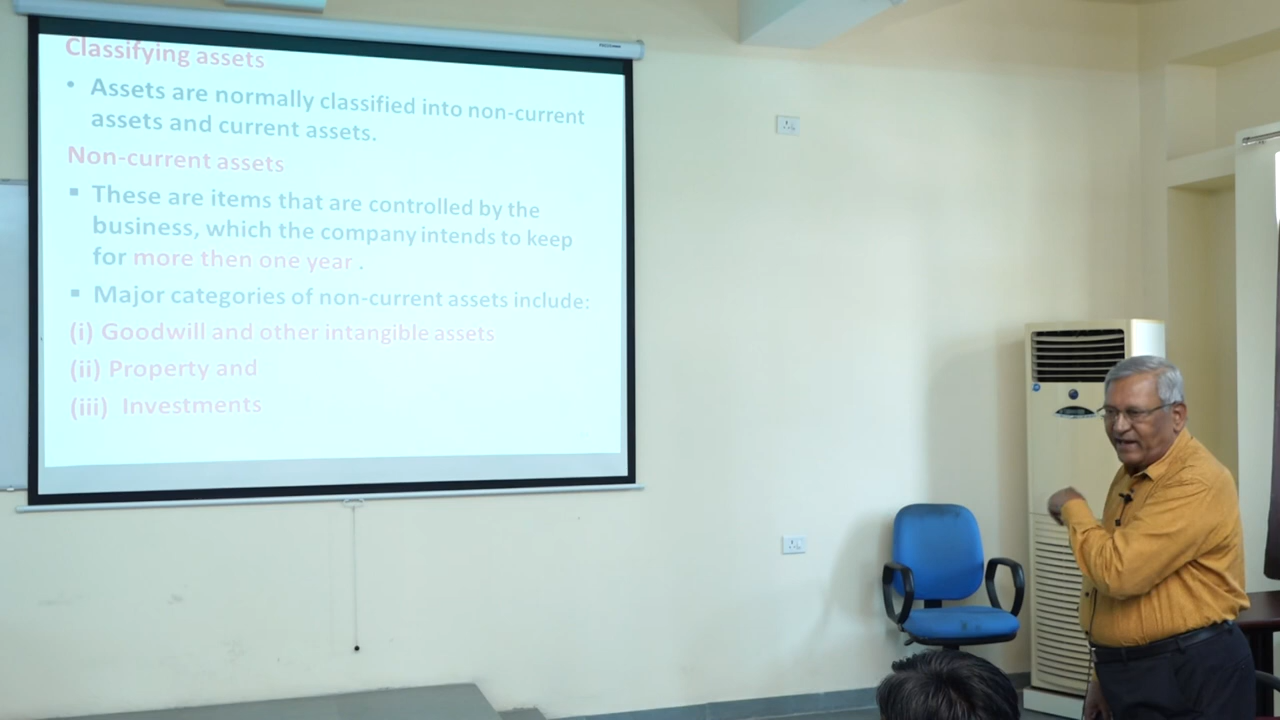 Classifying assets
• Assets are normally classified into non-current
assets and current assets.
Non-current assets
▪ These are items that are controlled by the
business, which the company intends to keep
for more then one year .
▪ Major categories of non-current assets include:
(i) Goodwill and other intangible assets
(ii) Property and
(iii) Investments